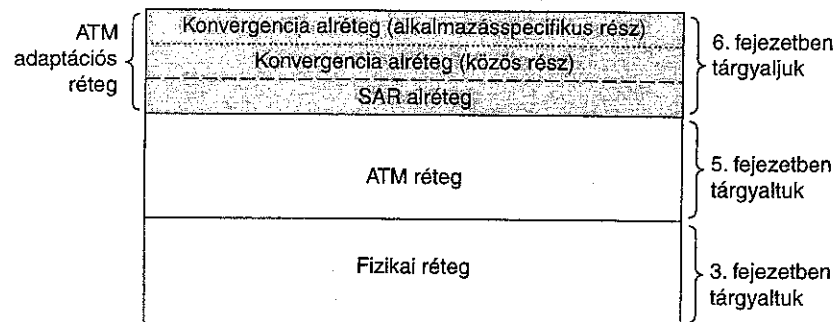 ATM
adaptációs
réteg
Konvergencia alréteg (alkalmazásspecifikus rész)
Konvergencia alréteg (közös rész)
SAR alréteg
6. fejezetben
tárgyaljuk
ATM réteg
5. fejezetben
tárgyaltuk
Fizikai réteg
3. fejezetben
tárgyaltuk